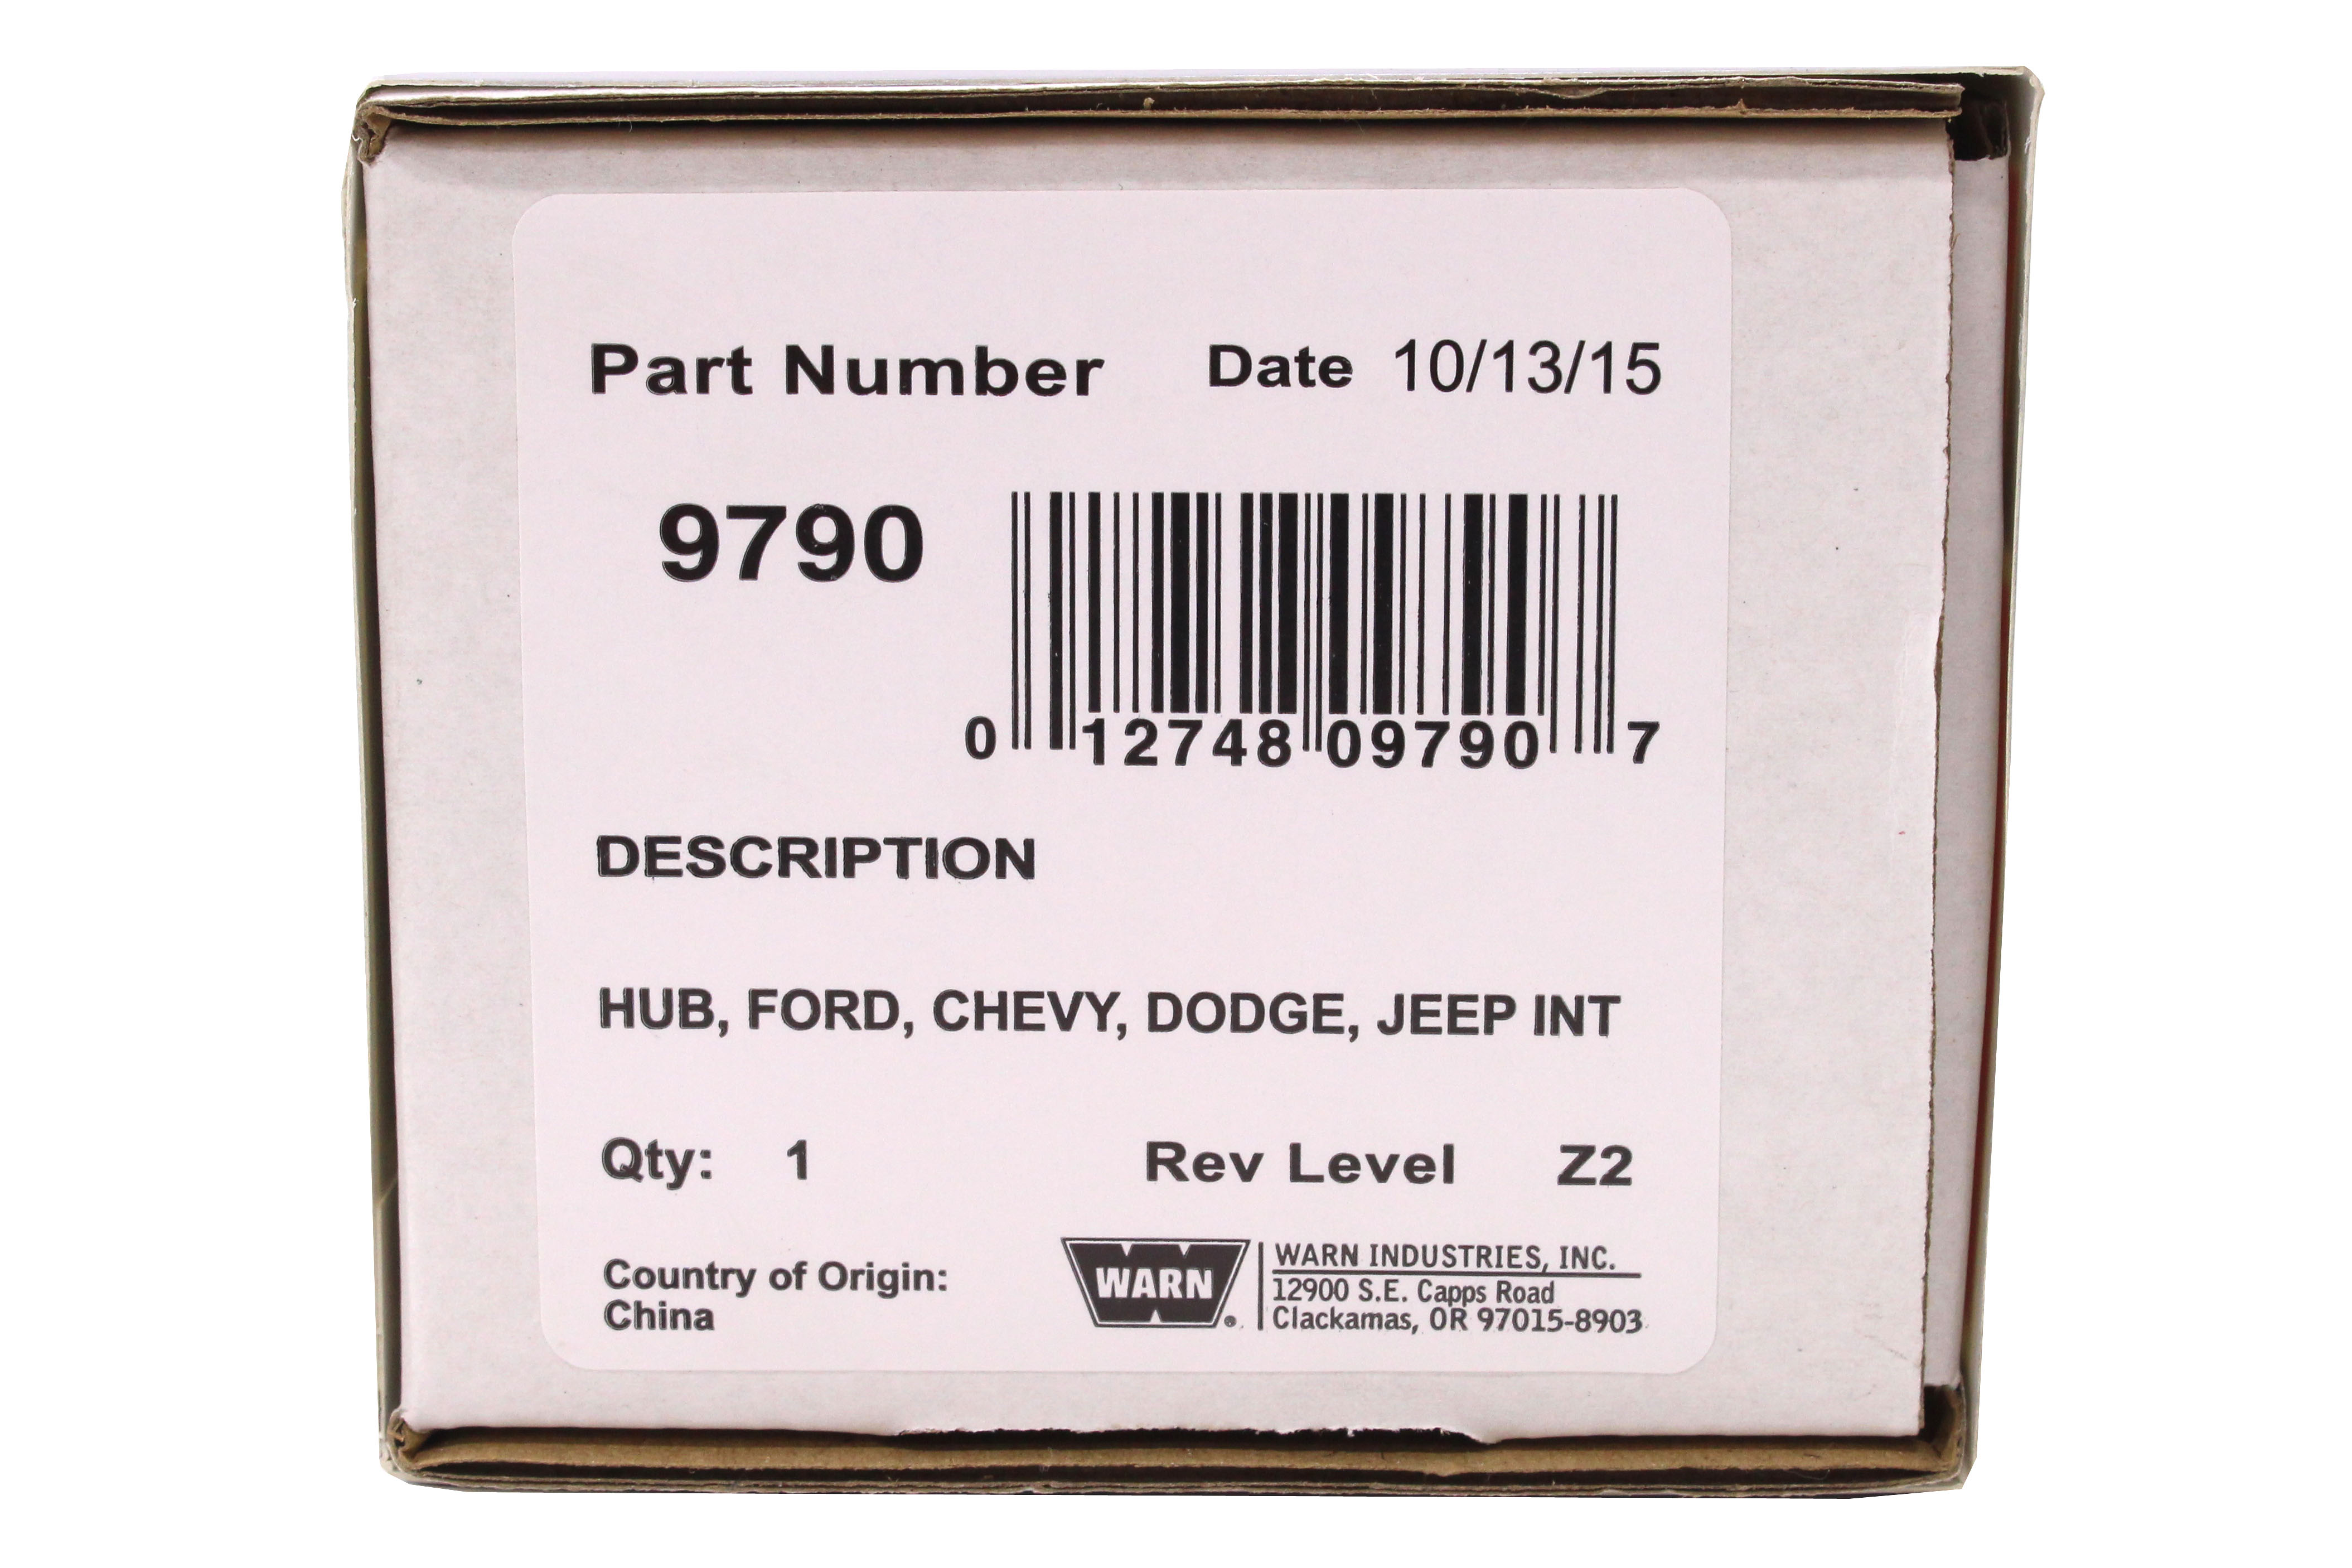 Part Number Date 10/13/15
9790
0 12748 09790 7
DESCRIPTION
HUB, FORD, CHEVY, DODGE, JEEP INT
Qty: 1 Rev Level Z2
Country of Origin:
China
WARN®
WARN INDUSTRIES, INC.
12900 S.E. Capps Road
Clackamas, OR 97015-8903